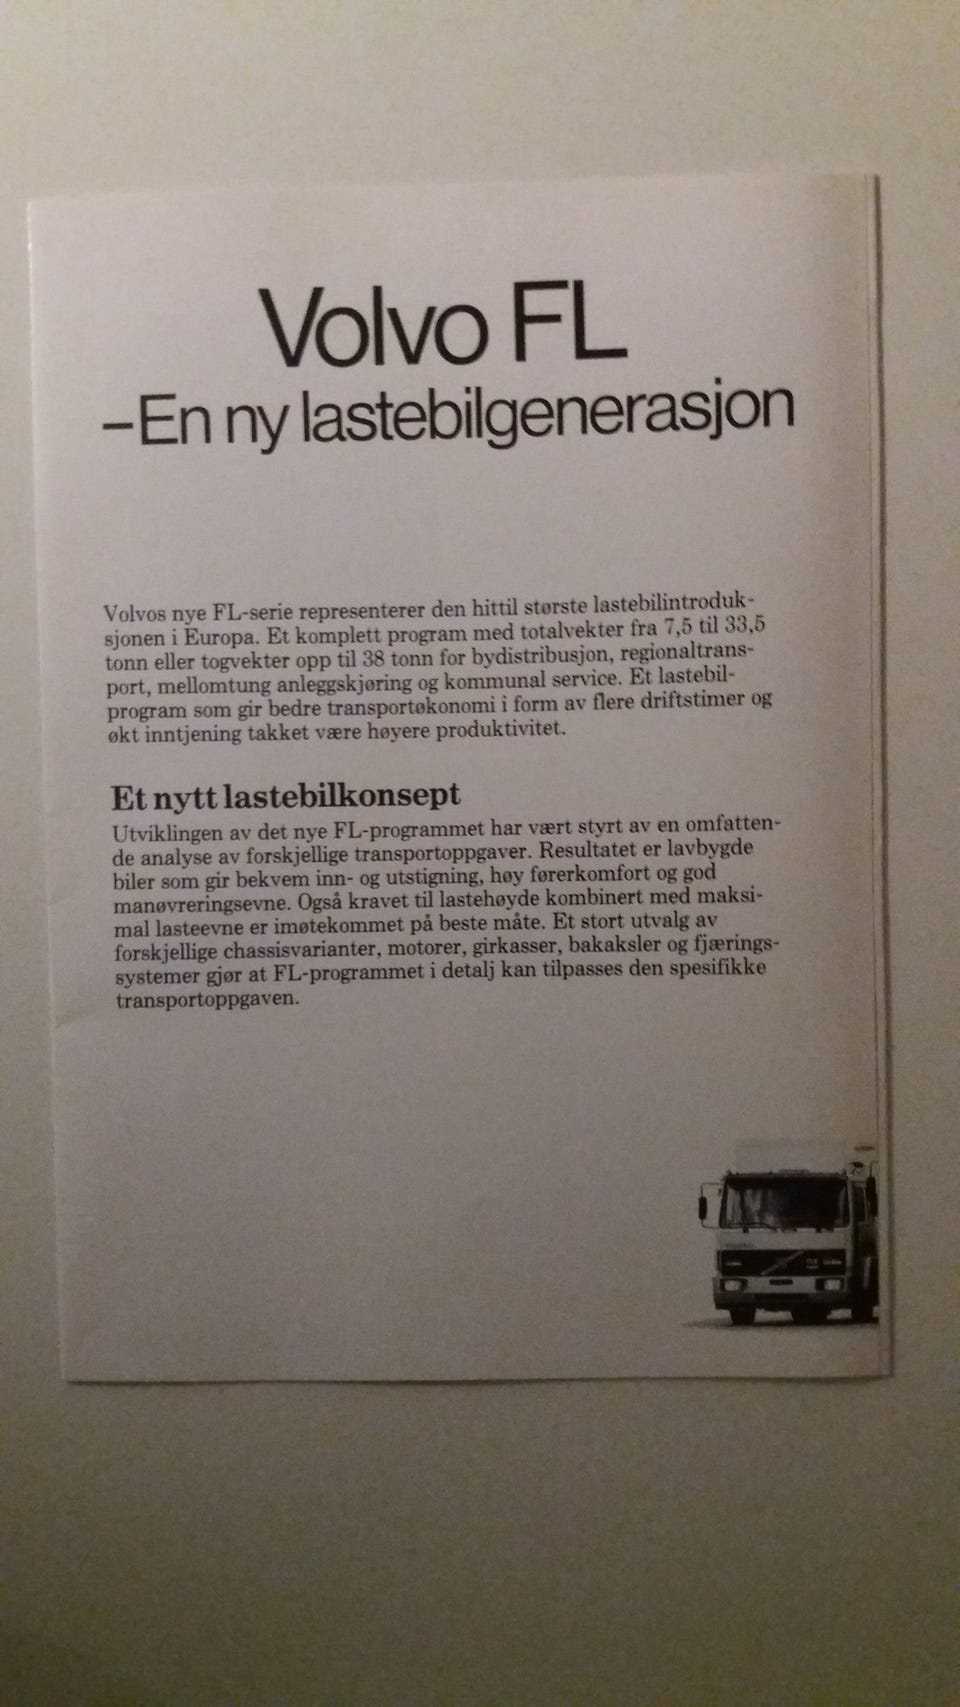 Volvo FL
–En ny lastebilgenerasjon
Volvos nye FL-serie representerer den hittil største lastebilintroduk-
sjonen i Europa. Et komplett program med totalvekter fra 7,5 til 33,5
tonn eller togvekter opp til 38 tonn for bydistribusjon, regionaltrans-
port, mellomtung anleggskjøring og kommunal service. Et lastebil-
program som gir bedre transportøkonomi i form av flere driftstimer og
økt inntjening takket være høyere produktivitet.
Et nytt lastebilkonsept
Utviklingen av det nye FL-programmet har vært styrt av en omfatten-
de analyse av forskjellige transportoppgaver. Resultatet er lavbygde
biler som gir bekvem inn- og utstigning, høy førerkomfort og god
manøvreringsevne. Også kravet til lastehøyde kombinert med maksi-
mal lasteevne er imøtekommet på beste måte. Et stort utvalg av
forskjellige chassisvarianter, motorer, girkasser, bakaksler og fjærings-
systemer gjør at FL-programmet i detalj kan tilpasses den spesifikke
transportoppgaven.